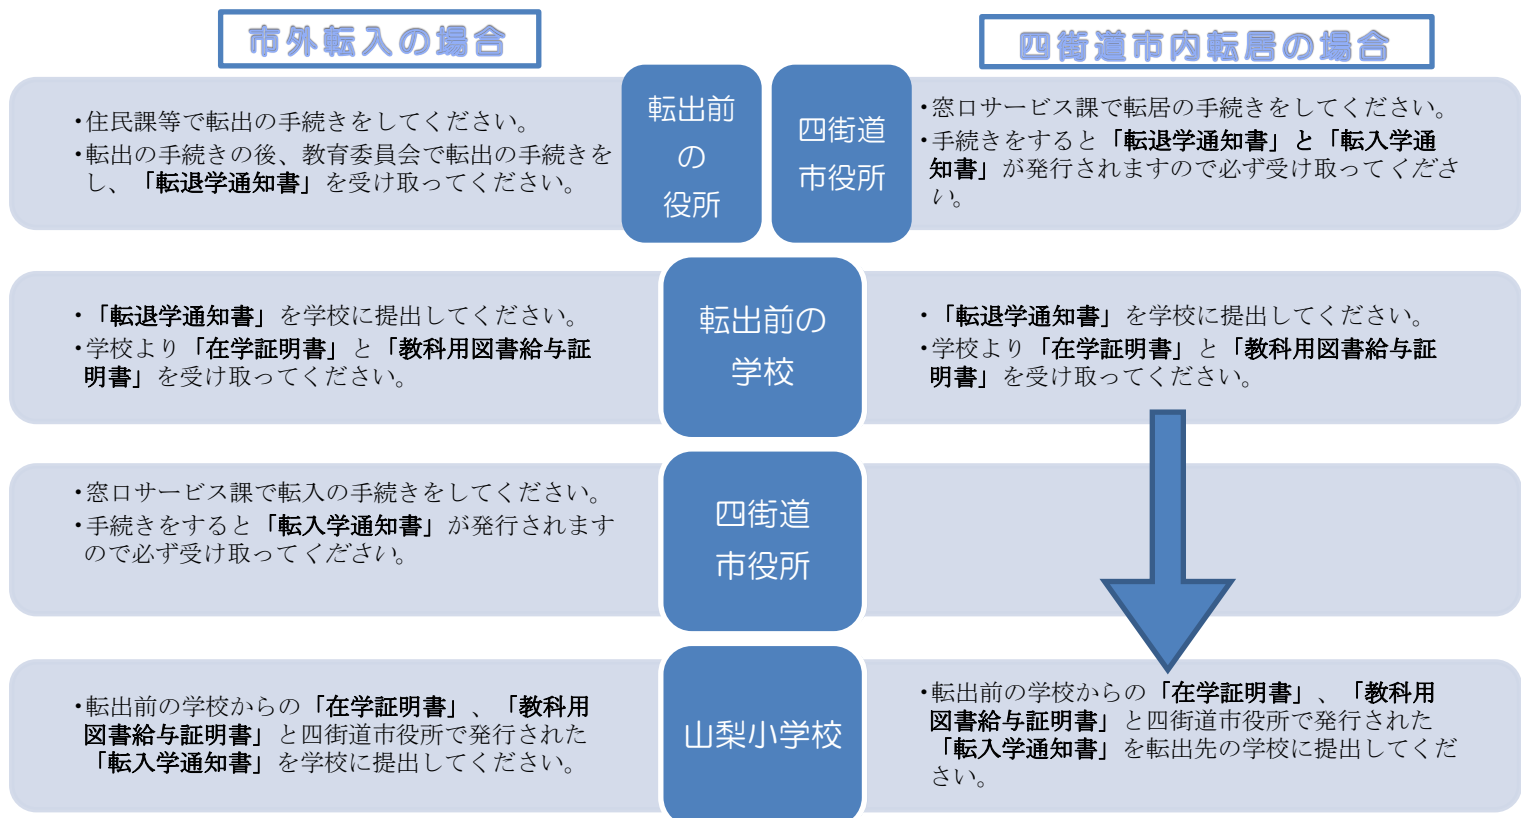 市外転入の場合
四街道市内転居の場合
・住民課等で転出の手続きをしてください。
・転出の手続きの後、教育委員会で転出の手続きを
し、「転退学通知書」を受け取ってください。
転出前
の
役所
四街道
市役所
・窓口サービス課で転居の手続きをしてください。
・手続きをすると「転退学通知書」と「転入学通
知書」が発行されますので必ず受け取ってくださ
い。
・「転退学通知書」を学校に提出してください。
・学校より「在学証明書」と「教科用図書給与証
明書」を受け取ってください。
転出前の
学校
・「転退学通知書」を学校に提出してください。
・学校より「在学証明書」と「教科用図書給与証
明書」を受け取ってください。
・窓口サービス課で転入の手続きをしてください。
・手続きをすると「転入学通知書」が発行されます
ので必ず受け取ってください。
四街道
市役所
・転出前の学校からの「在学証明書」、「教科用
図書給与証明書」と四街道市役所で発行された
「転入学通知書」を学校に提出してください。
山梨小学校
・転出前の学校からの「在学証明書」、「教科用
図書給与証明書」と四街道市役所で発行された
「転入学通知書」を転出先の学校に提出してくだ
さい。